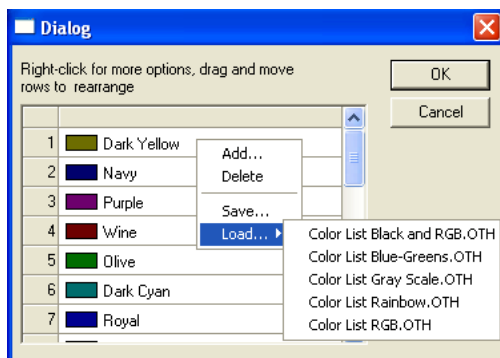 Dialog
Right-click for more options, drag and move
rows to rearrange
OK
Cancel
1 Dark Yellow
2 Navy
3 Purple
4 Wine
5 Olive
6 Dark Cyan
7 Royal
Add...
Delete
Save...
Load...
Color List Black and RGB.OTH
Color List Blue-Greens.OTH
Color List Gray Scale.OTH
Color List Rainbow.OTH
Color List RGB.OTH